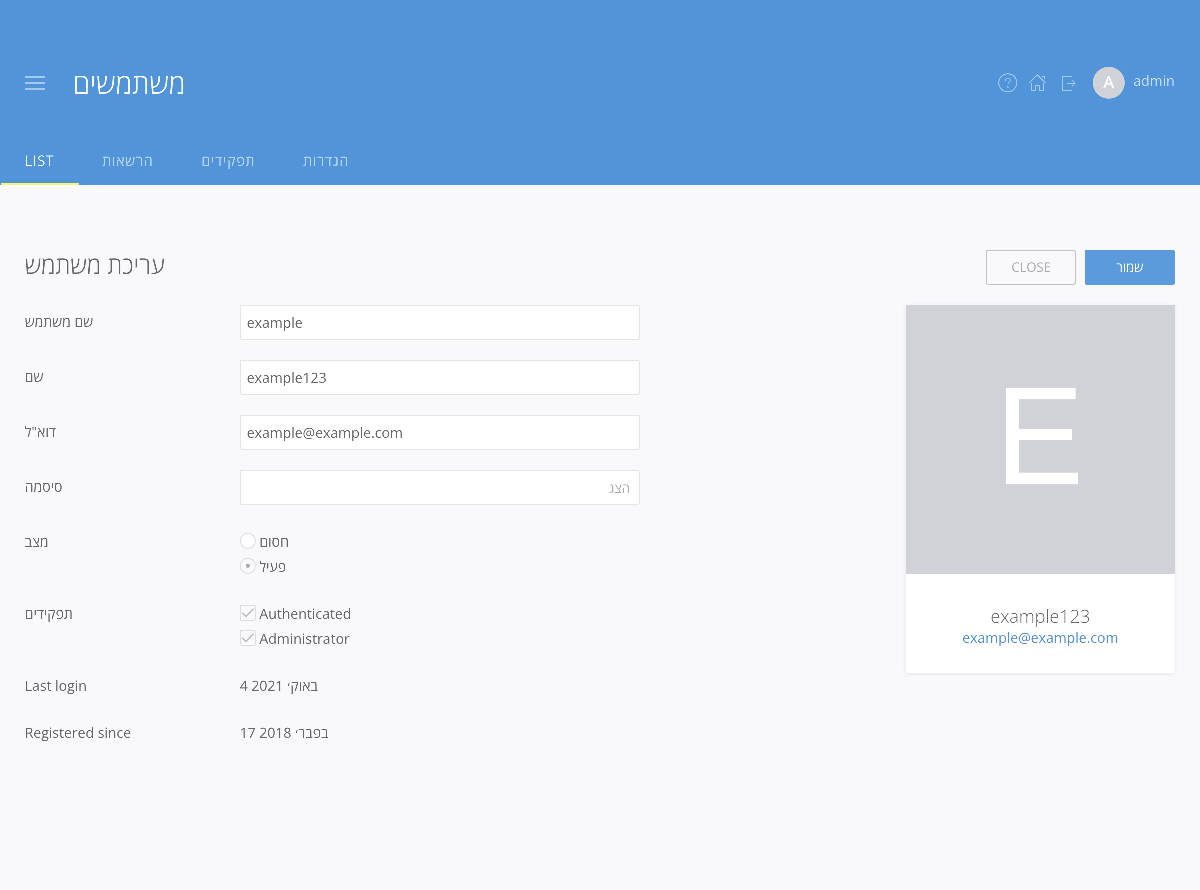 משתמשים
A admin
LIST הרשאות תפקידים הגדרות
עריכת משתמש
CLOSE שמור
שם משתמש example
שם example123
דוא"ל example@example.com
סיסמה הצג
מצב חסום
פעיל
תפקידים Authenticated
Administrator
Last login 4 באוק׳ 2021
Registered since 17 בפבר׳ 2018
E
example123
example@example.com